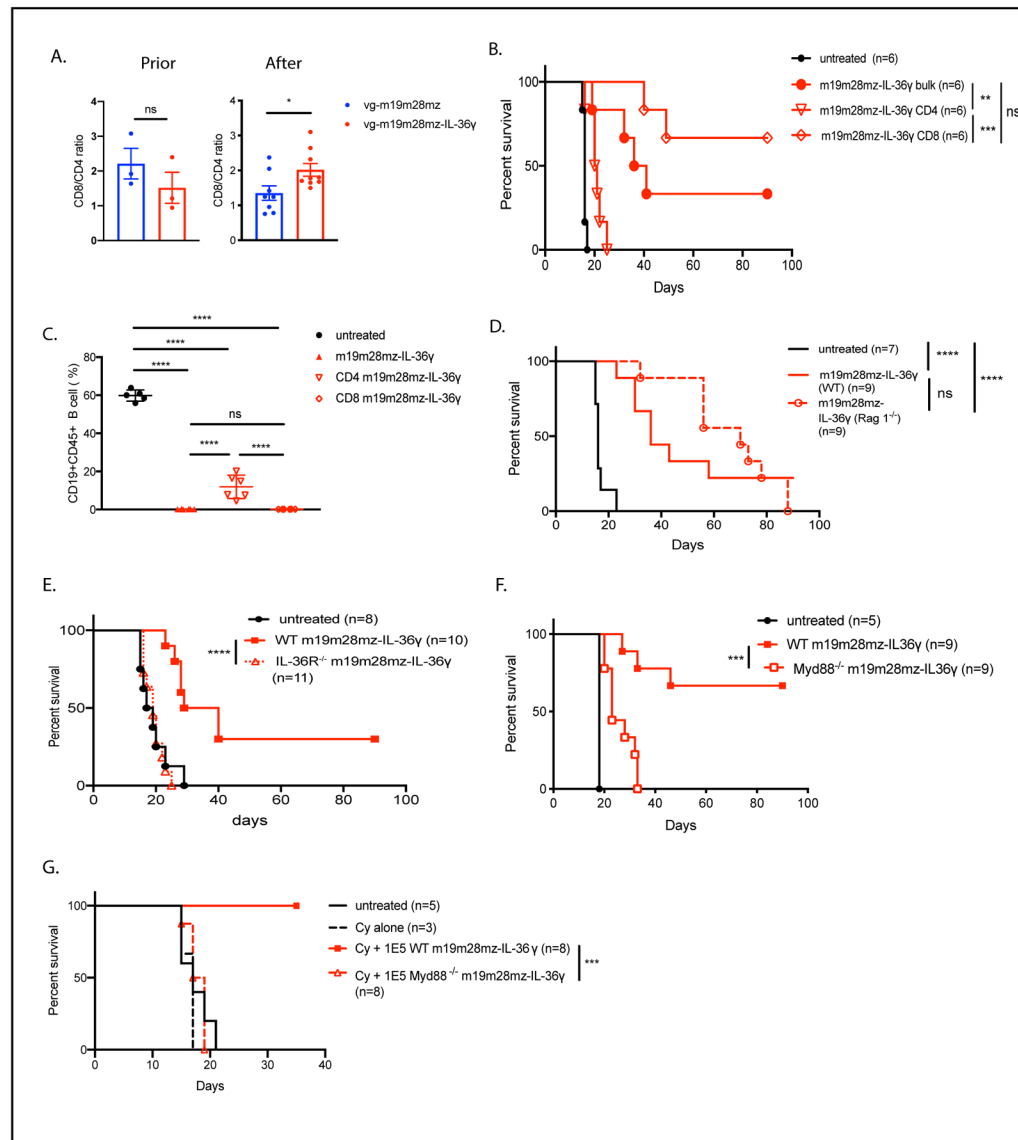 A.
Prior
After
ns
*
CD8/CD4 ratio
4
3
2
1
0
CD8/CD4 ratio
4
3
2
1
0
vg-m19m28mz
vg-m19m28mz-IL-36γ
B.
Percent survival
100
50
0
0 20 40 60 80 100
Days
untreated (n=6)
m19m28mz-IL-36γ bulk (n=6)
m19m28mz-IL-36γ CD4 (n=6)
m19m28mz-IL-36γ CD8 (n=6)
**
***
ns
C.
CD19+CD45+ B cell ( %)
80
60
40
20
0
****
****
****
ns
****
****
untreated
m19m28mz-IL-36γ
CD4 m19m28mz-IL-36γ
CD8 m19m28mz-IL-36γ
D.
Percent survival
100
50
0
0 20 40 60 80 100
Days
untreated (n=7)
m19m28mz-IL-36γ
(WT) (n=9)
m19m28mz-
IL-36γ (Rag 1-/-)
(n=9)
****
ns
****
E.
Percent survival
100
50
0
0 20 40 60 80 100
days
untreated (n=8)
WT m19m28mz-IL-36γ (n=10)
IL-36R-/- m19m28mz-IL-36γ
(n=11)
****
F.
Percent survival
100
50
0
0 20 40 60 80 100
Days
untreated (n=5)
WT m19m28mz-IL36γ (n=9)
Myd88-/- m19m28mz-IL36γ (n=9)
***
G.
Percent survival
100
50
0
0 10 20 30 40
Days
untreated (n=5)
Cy alone (n=3)
Cy + 1E5 WT m19m28mz-IL-36γ (n=8)
Cy + 1E5 Myd88 -/- m19m28mz-IL-36γ
(n=8)
***